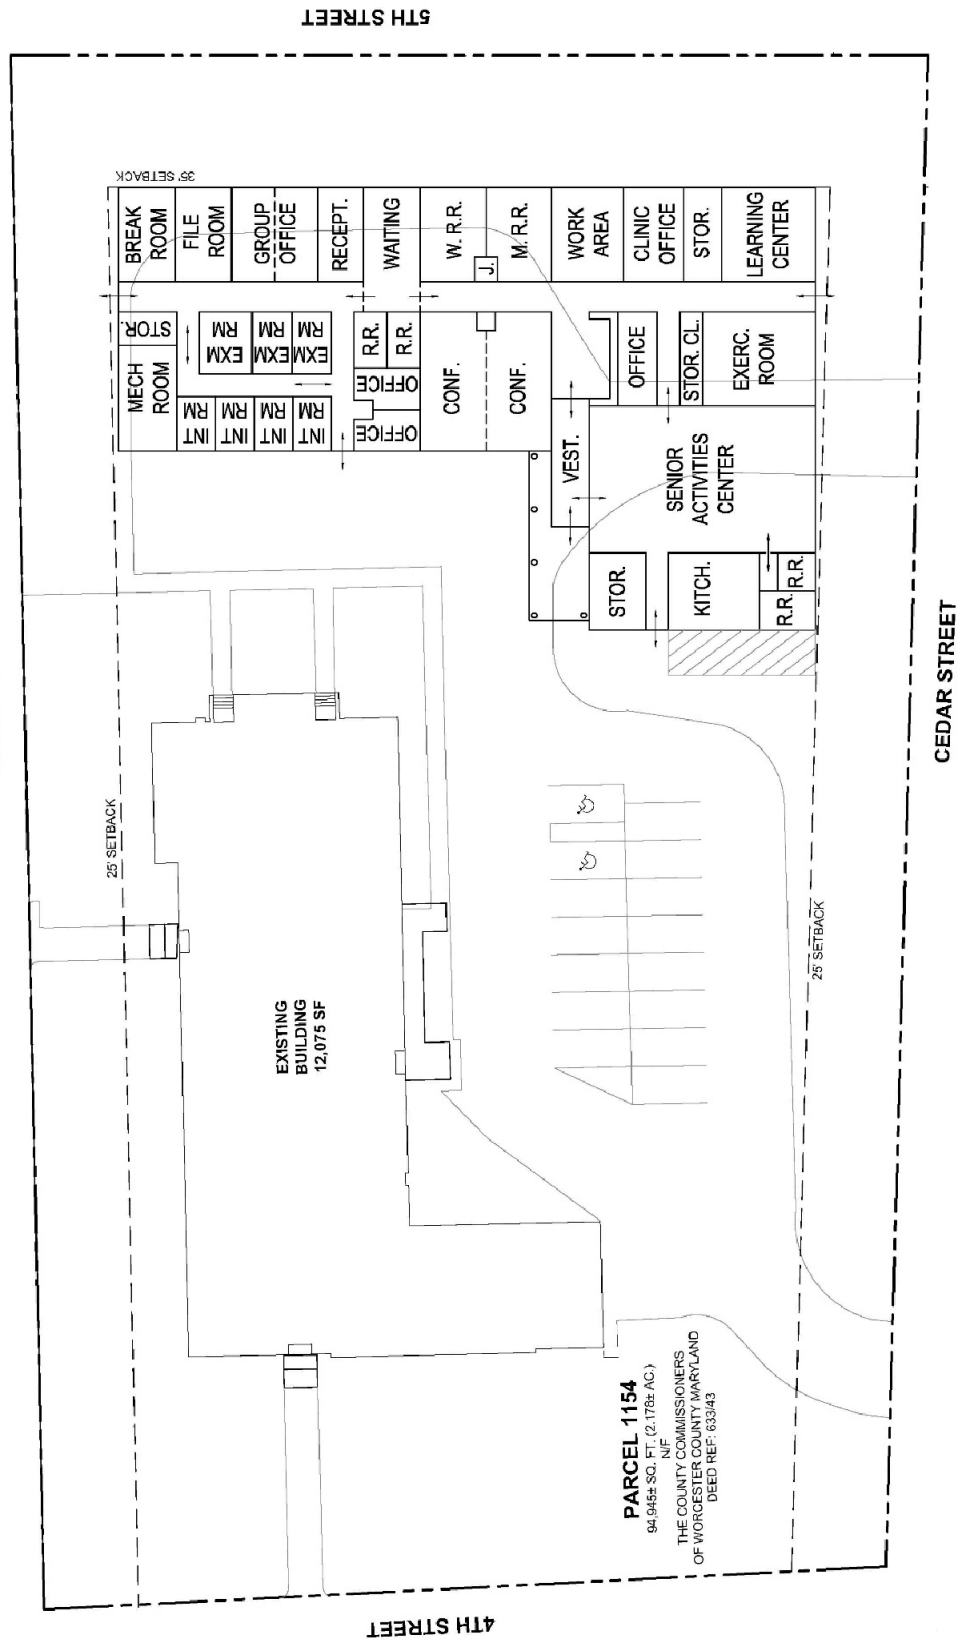 5TH STREET
35' SETBACK
BREAK
ROOM
FILE
ROOM
GROUP
OFFICE
RECEPT.
WAITING
W. R.R.
M. R.R.
J.
WORK
AREA
CLINIC
OFFICE
STOR.
LEARNING
CENTER
STOR.
MECH
ROOM
EXM
RM
EXM
RM
EXM
RM
INT
RM
INT
RM
INT
RM
INT
RM
R.R.
R.R.
OFFICE
OFFICE
CONF.
CONF.
OFFICE
STOR. CL.
EXERC.
ROOM
VEST.
SENIOR
ACTIVITIES
CENTER
STOR.
KITCH.
R.R.
R.R.
CEDAR STREET
25' SETBACK
25' SETBACK
EXISTING
BUILDING
12,075 SF
PARCEL 1154
94,945± SQ. FT. (2.178± AC.)
N/F
THE COUNTY COMMISSIONERS
OF WORCESTER COUNTY MARYLAND
DEED REF: 633/43
4TH STREET